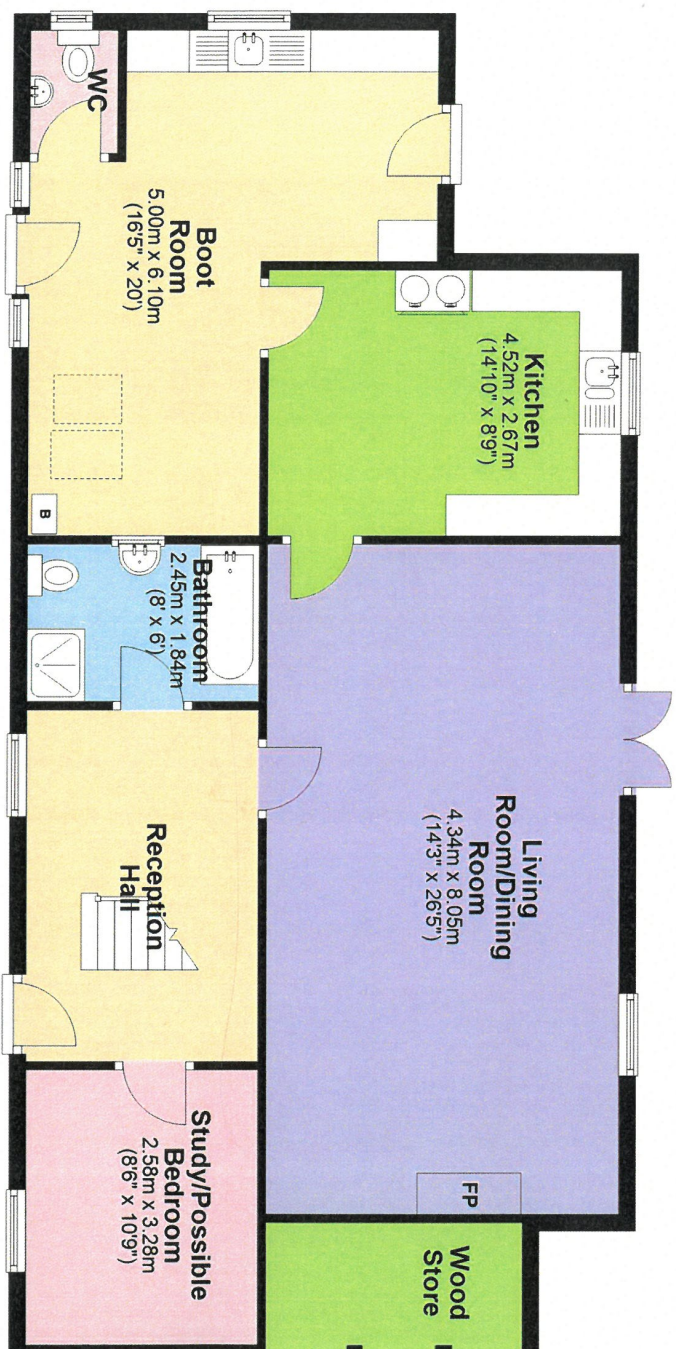 WC
Boot
Room
5.00m x 6.10m
(16'5" x 20')
B
Kitchen
4.52m x 2.67m
(14'10" x 8'9")
Bathroom
2.45m x 1.84m
(8' x 6')
Living
Room/Dining
Room
4.34m x 8.05m
(14'3" x 26'5")
Reception
Hall
FP
Study/Possible
Bedroom
2.58m x 3.28m
(8'6" x 10'9")
Wood
Store